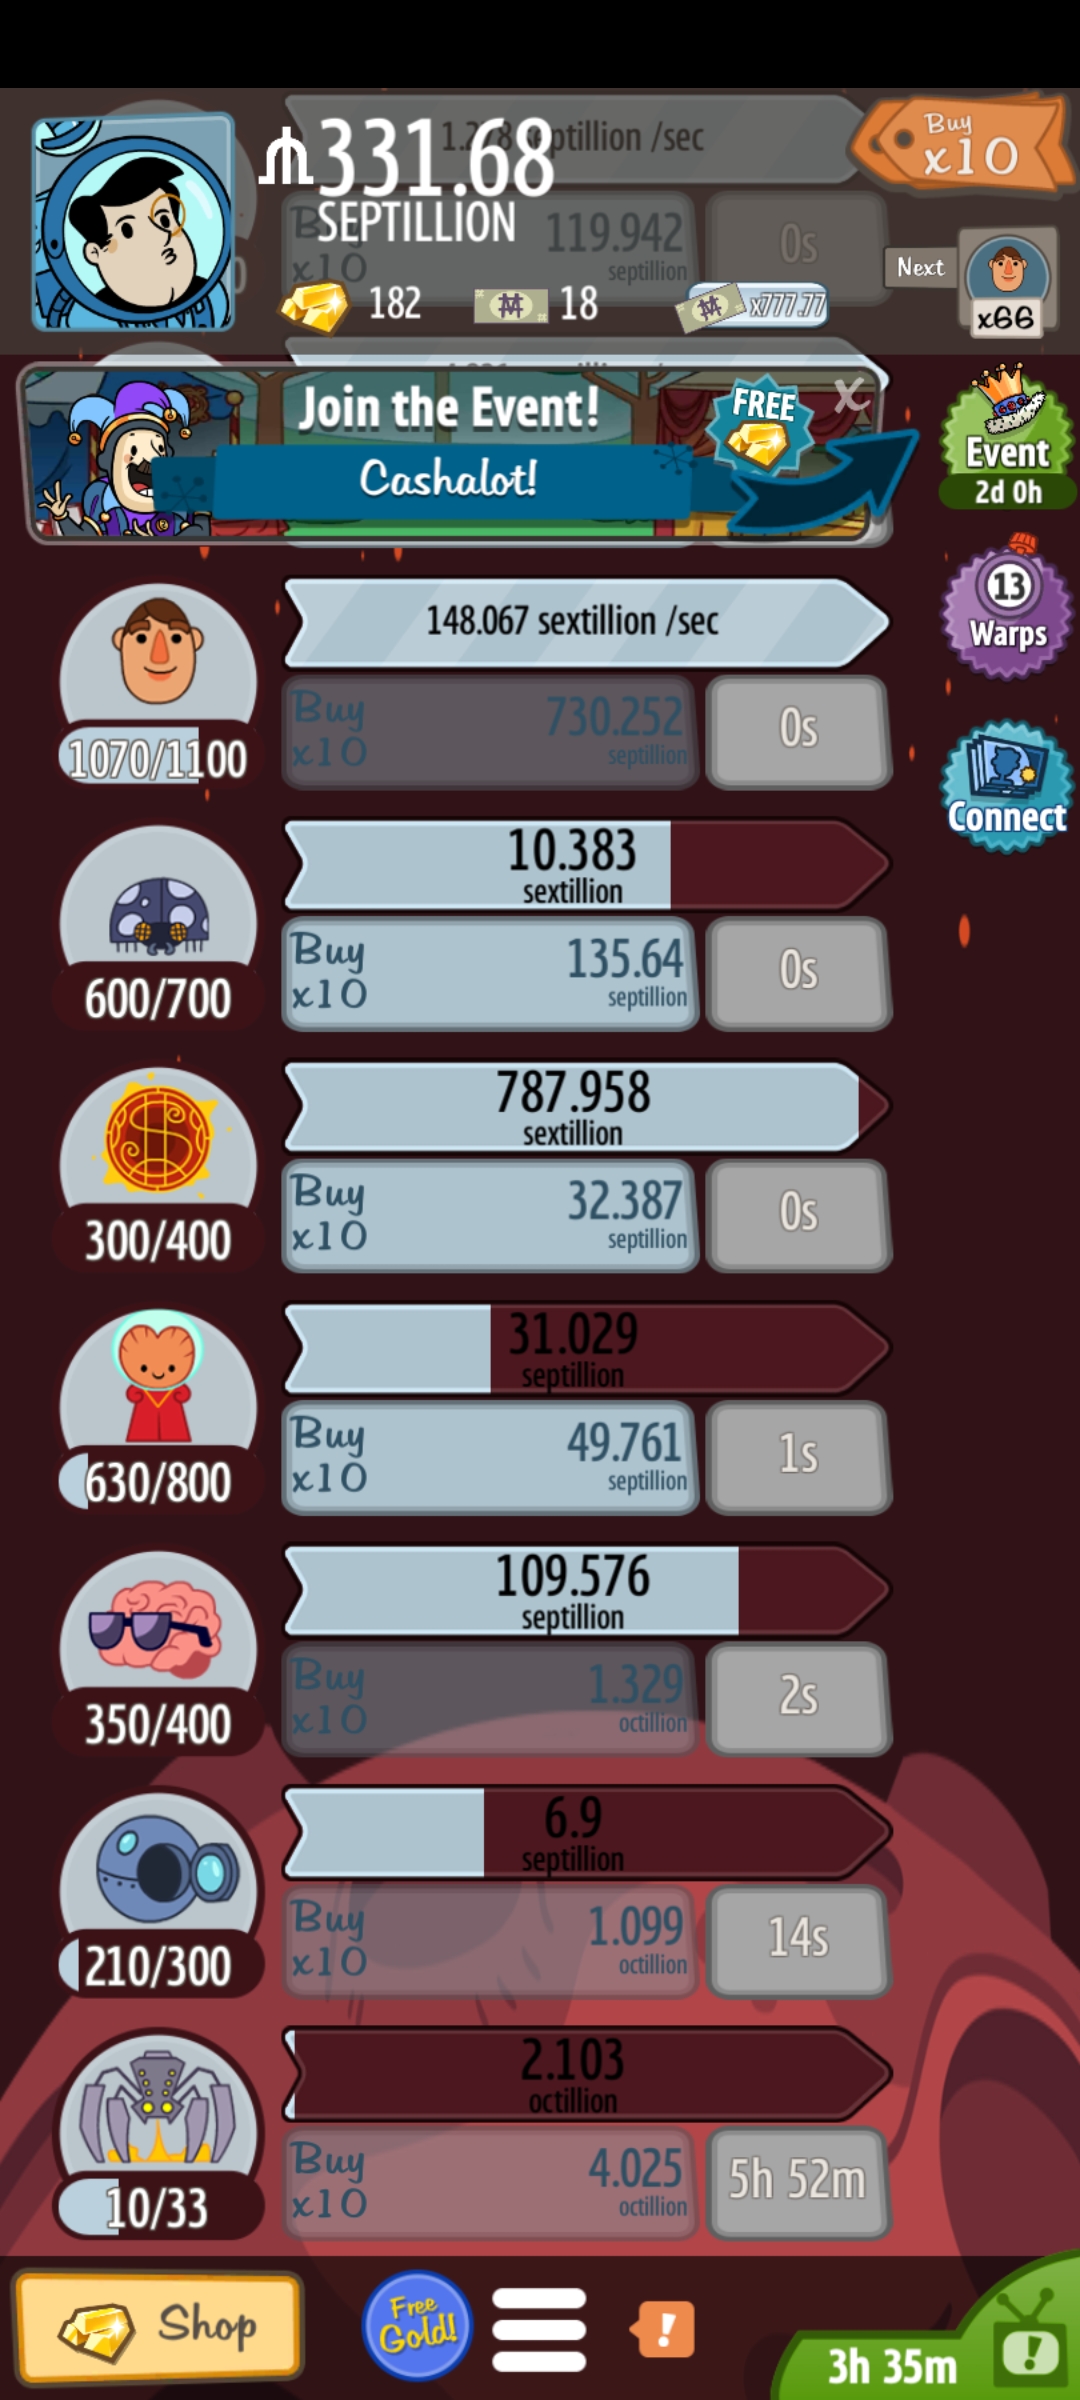 septillion /sec
331.68
SEPTILLION
Buy
x10
119.942
septillion
0s
Buy
x10
182
18
x777.77
Next
x66
Join the Event!
FREE
X
Cashalot!
Event
2d 0h
13
Warps
Connect
148.067 sextillion /sec
1070/1100
Buy
x10
730.252
septillion
0s
10.383
sextillion
600/700
Buy
x10
135.64
septillion
0s
787.958
sextillion
300/400
Buy
x10
32.387
septillion
0s
31.029
septillion
630/800
Buy
x10
49.761
septillion
1s
109.576
septillion
350/400
Buy
x10
1.329
octillion
2s
6.9
septillion
210/300
Buy
x10
1.099
octillion
14s
2.103
octillion
10/33
Buy
x10
4.025
octillion
5h 52m
Shop
Free
Gold!
!
3h 35m
!